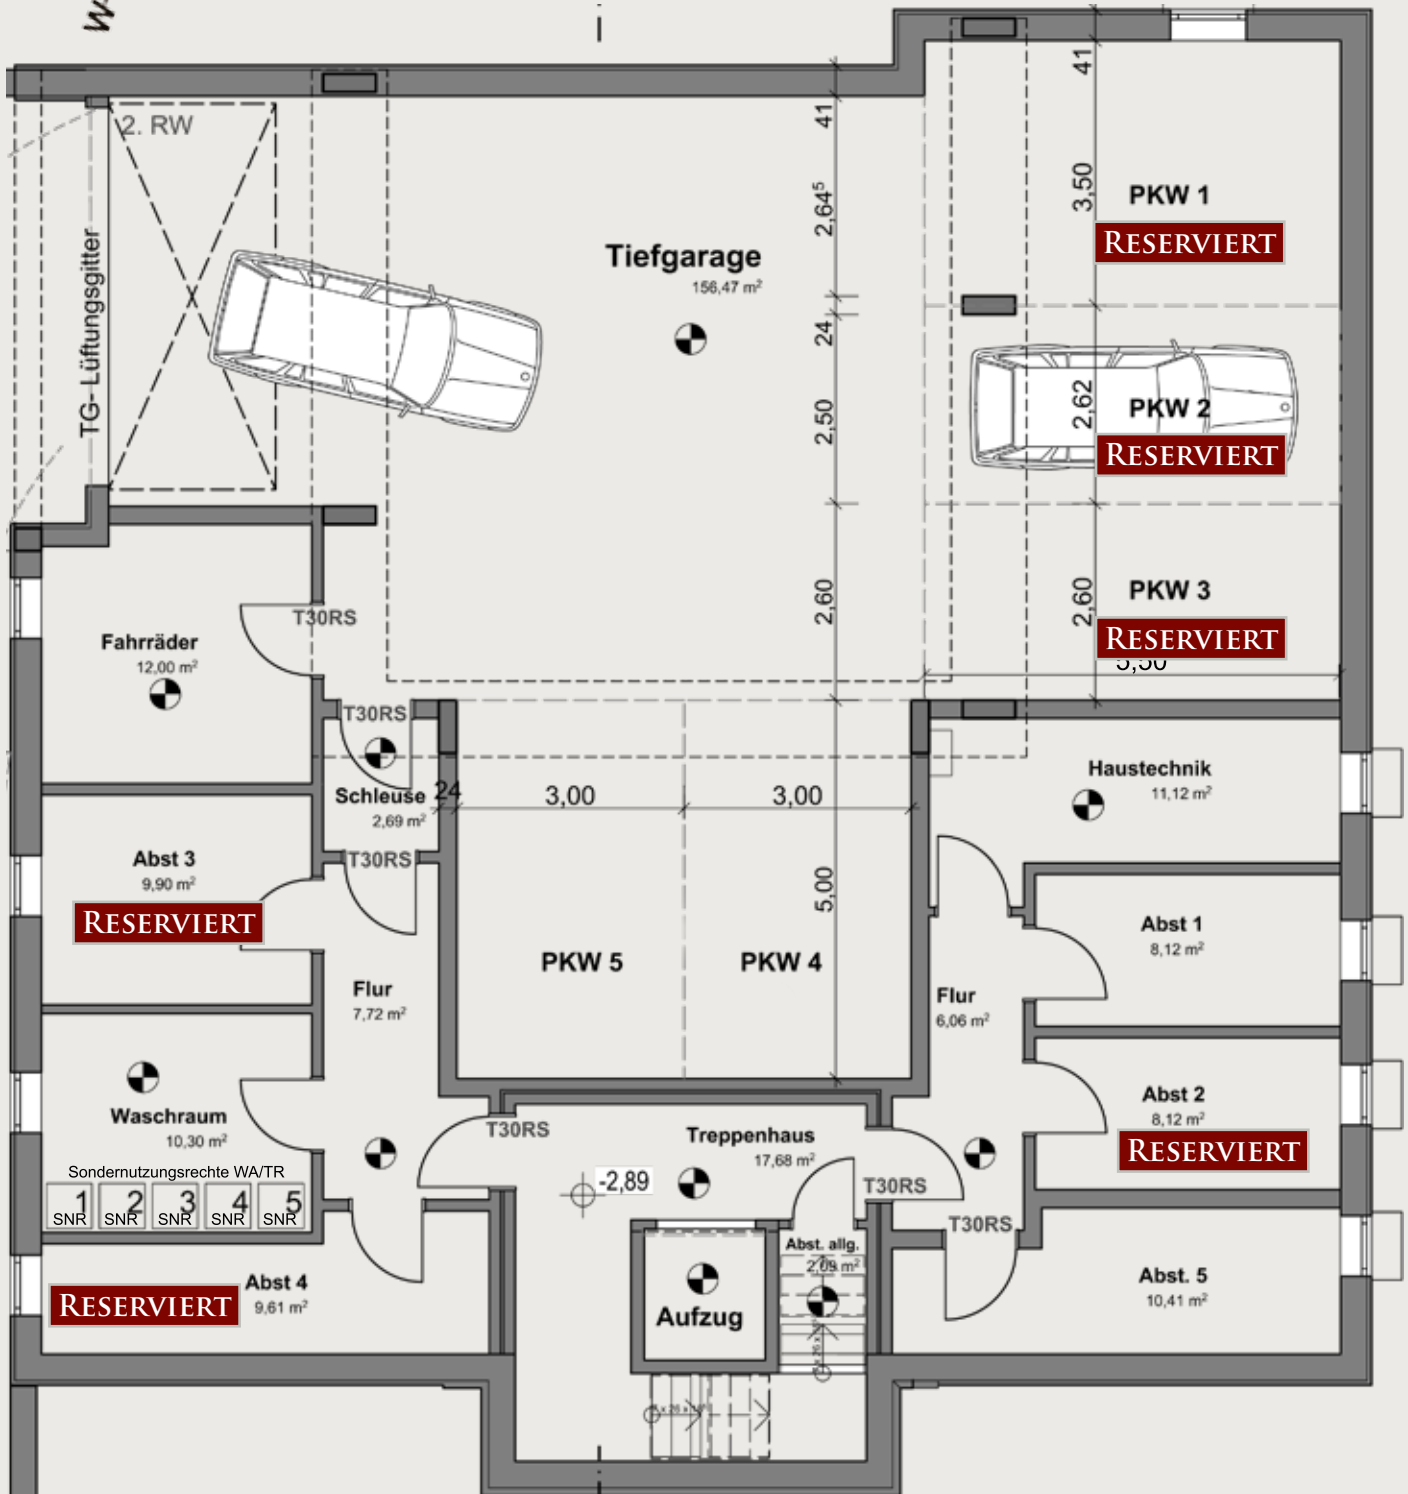 W-
41
41
2. RW
2,64⁵
3,50
PKW 1
RESERVIERT
TG- Lüftungsgitter
Tiefgarage
156,47 m²
24
2,50
2,62
PKW 2
RESERVIERT
2,60
2,60
PKW 3
RESERVIERT
5,50
T30RS
Fahrräder
12,00 m²
T30RS
Schleuse
2,69 m²
24
3,00
3,00
Haustechnik
11,12 m²
T30RS
Abst 3
9,90 m²
RESERVIERT
5,00
Abst 1
8,12 m²
PKW 5
PKW 4
Flur
7,72 m²
Flur
6,06 m²
Waschraum
10,30 m²
T30RS
Treppenhaus
17,68 m²
Abst 2
8,12 m²
RESERVIERT
Sondernutzungsrechte WA/TR
1 2 3 4 5
SNR SNR SNR SNR SNR
-2,89
T30RS
T30RS
Abst. allg.
2,09 m²
Abst 4
9,61 m²
RESERVIERT
Aufzug
Abst. 5
10,41 m²